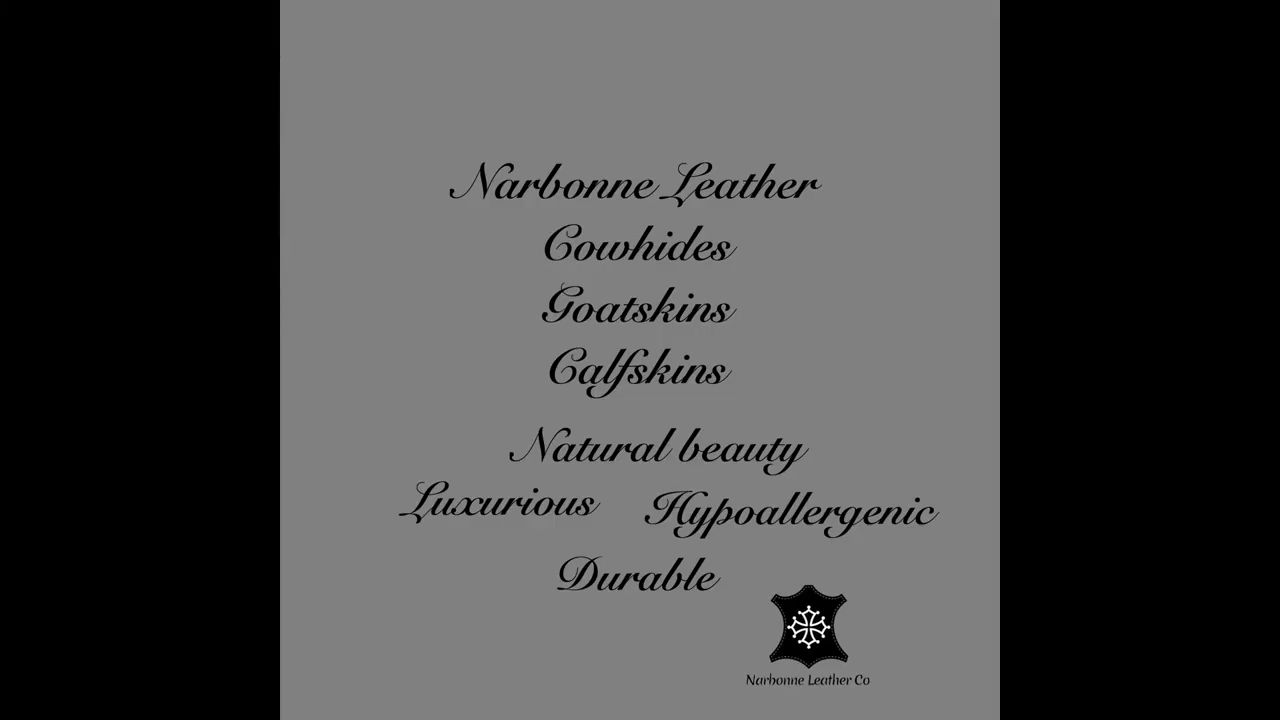 Narbonne Leather
Cowhides
Goatskins
Calfskins
Natural beauty
Luxurious Hypoallergenic
Durable
Narbonne Leather Co